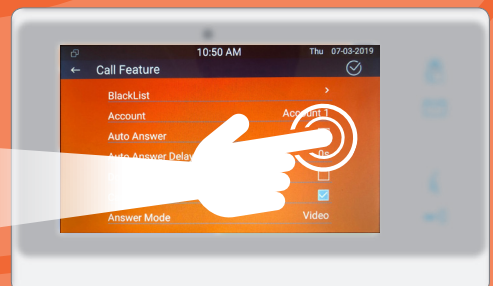 10:50 AM Thu 07-03-2019
Call Feature
BlackList
Account Account 1
Auto Answer
Auto Answer Delay 0s
Answer Mode Video